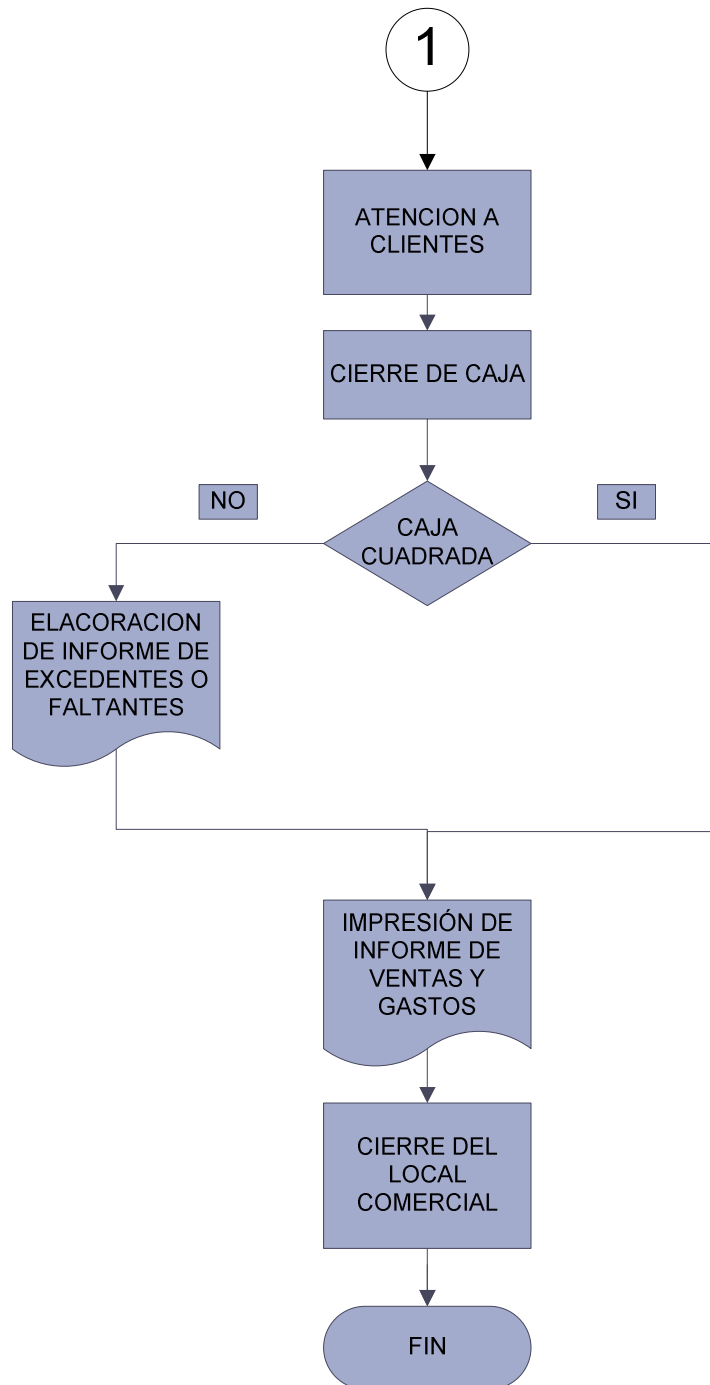 1
ATENCION A
CLIENTES
CIERRE DE CAJA
NO
SI
CAJA
CUADRADA
ELACORACION
DE INFORME DE
EXCEDENTES O
FALTANTES
IMPRESIÓN DE
INFORME DE
VENTAS Y
GASTOS
CIERRE DEL
LOCAL
COMERCIAL
FIN